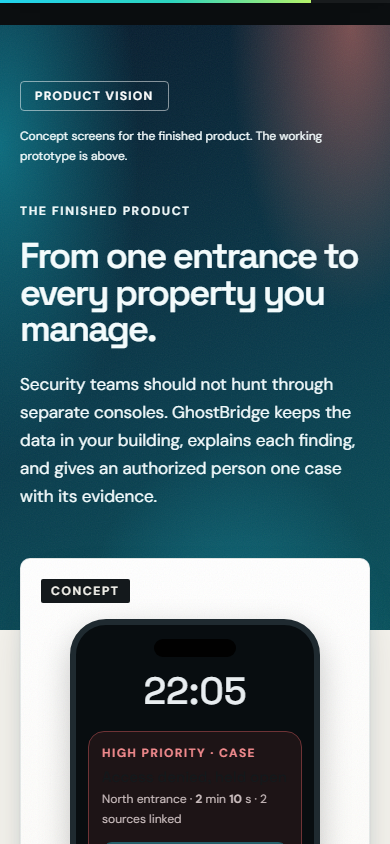 PRODUCT VISION
Concept screens for the finished product. The working
prototype is above.
THE FINISHED PRODUCT
From one entrance to
every property you
manage.
Security teams should not hunt through
separate consoles. GhostBridge keeps the
data in your building, explains each finding,
and gives an authorized person one case
with its evidence.
CONCEPT
22:05
HIGH PRIORITY · CASE
North entrance · 2 min 10 s · 2
sources linked